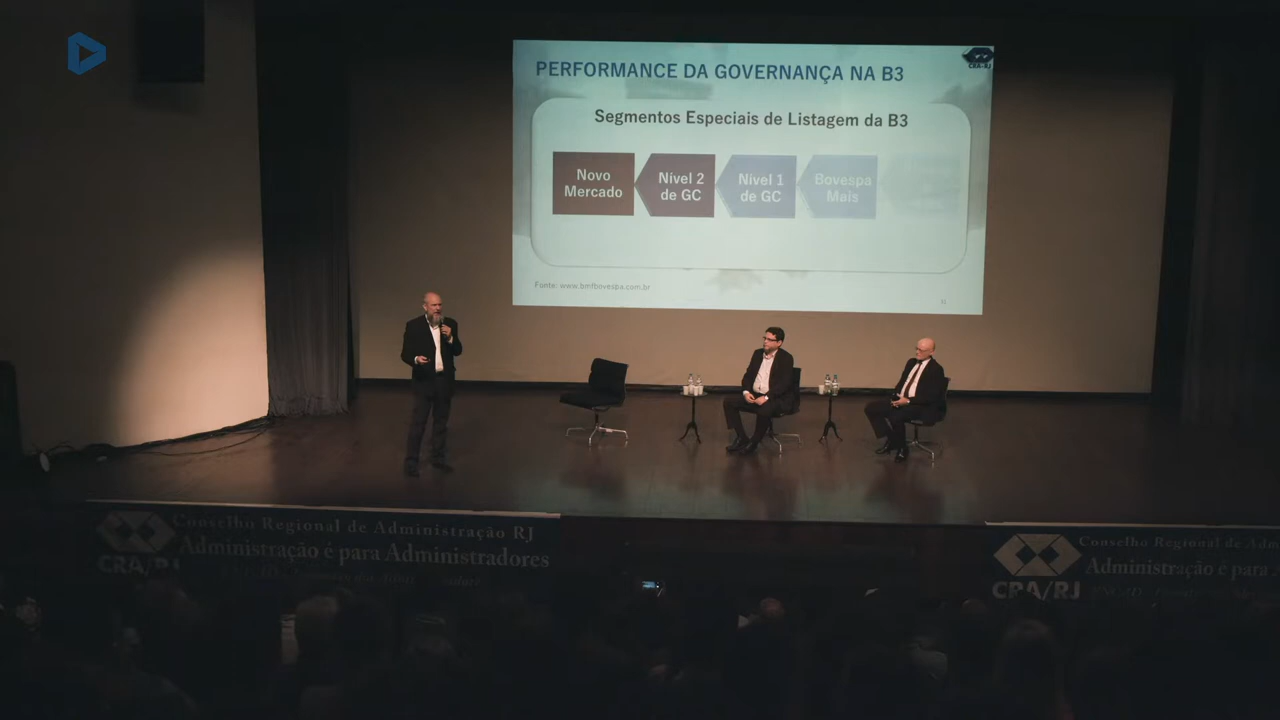 PERFORMANCE DA GOVERNANÇA NA B3
CRA-RJ
Segmentos Especiais de Listagem da B3
Novo
Mercado
Nível 2
de GC
Nível 1
de GC
Bovespa
Mais
Fonte: www.bmfbovespa.com.br
Conselho Regional de Administração RJ
Administração é para Administradores
CRA/RJ
Conselho Regional de Adm
Administração é para
CRA/RJ